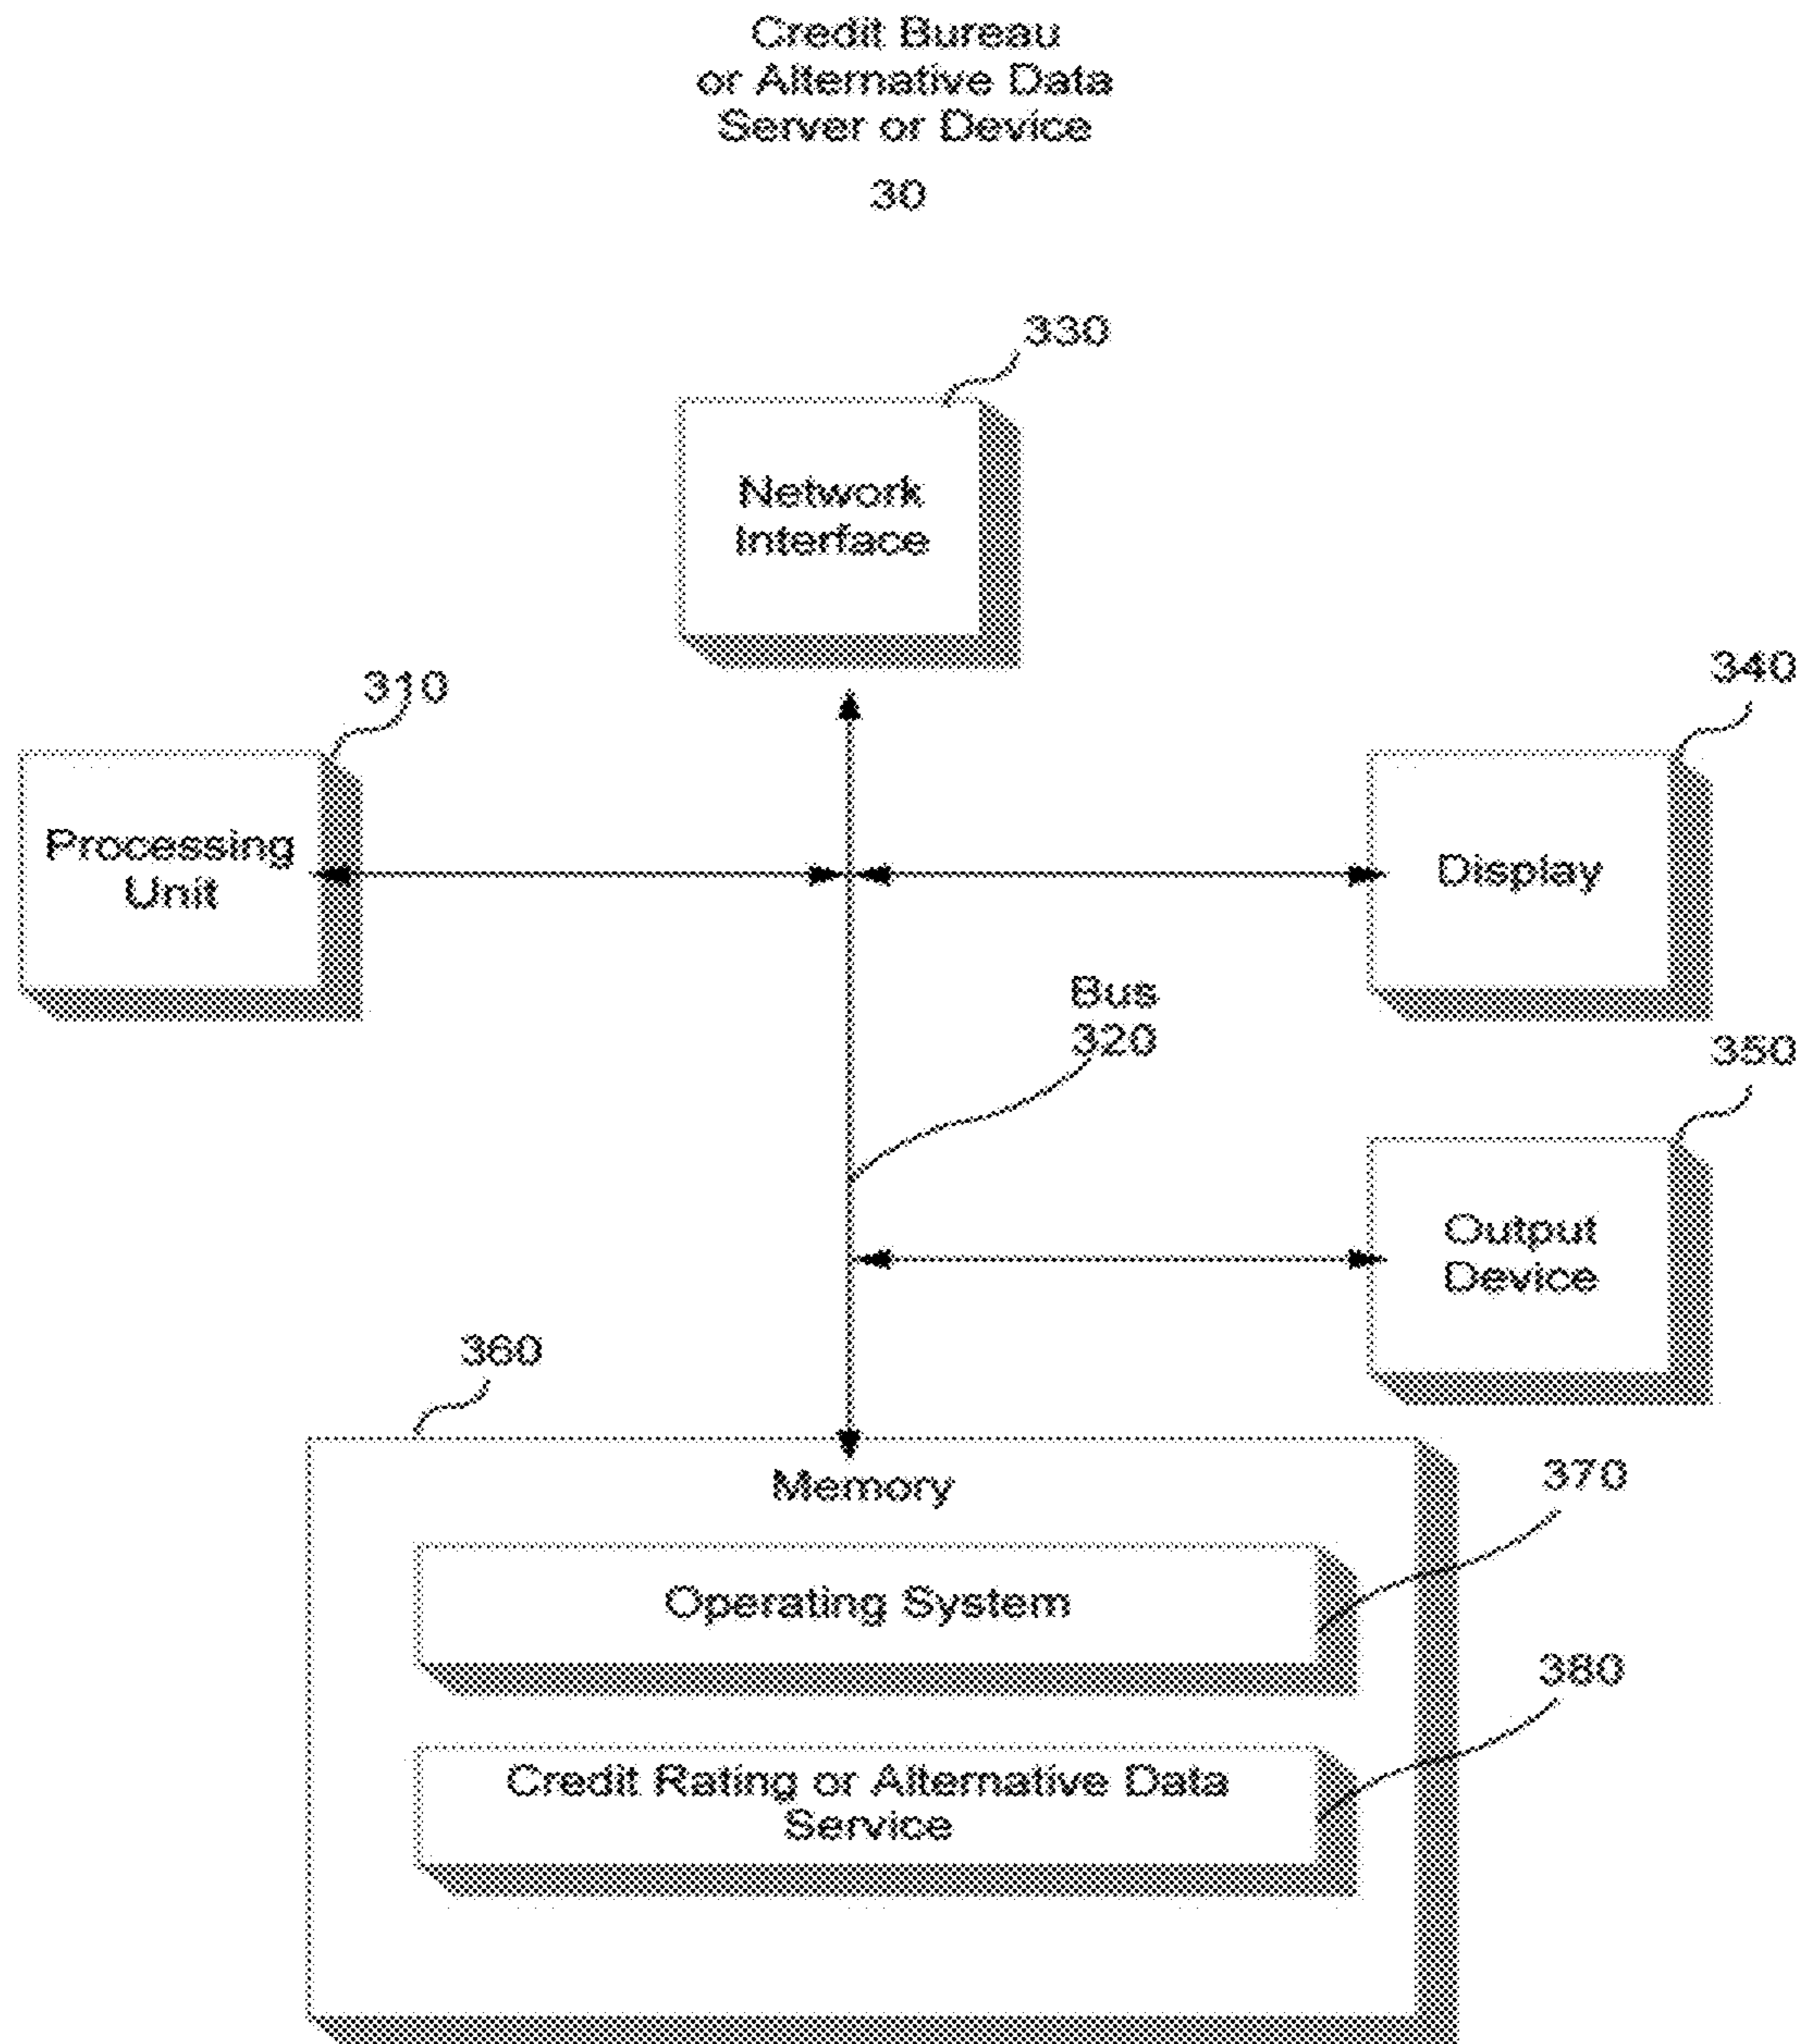 Credit Bureau
or Alternative Data
Server or Device
30
330
Network
Interface
310
340
Processing
Unit
Display
Bus
320
350
Output
Device
360
Memory
370
Operating System
380
Credit Rating or Alternative Data
Service